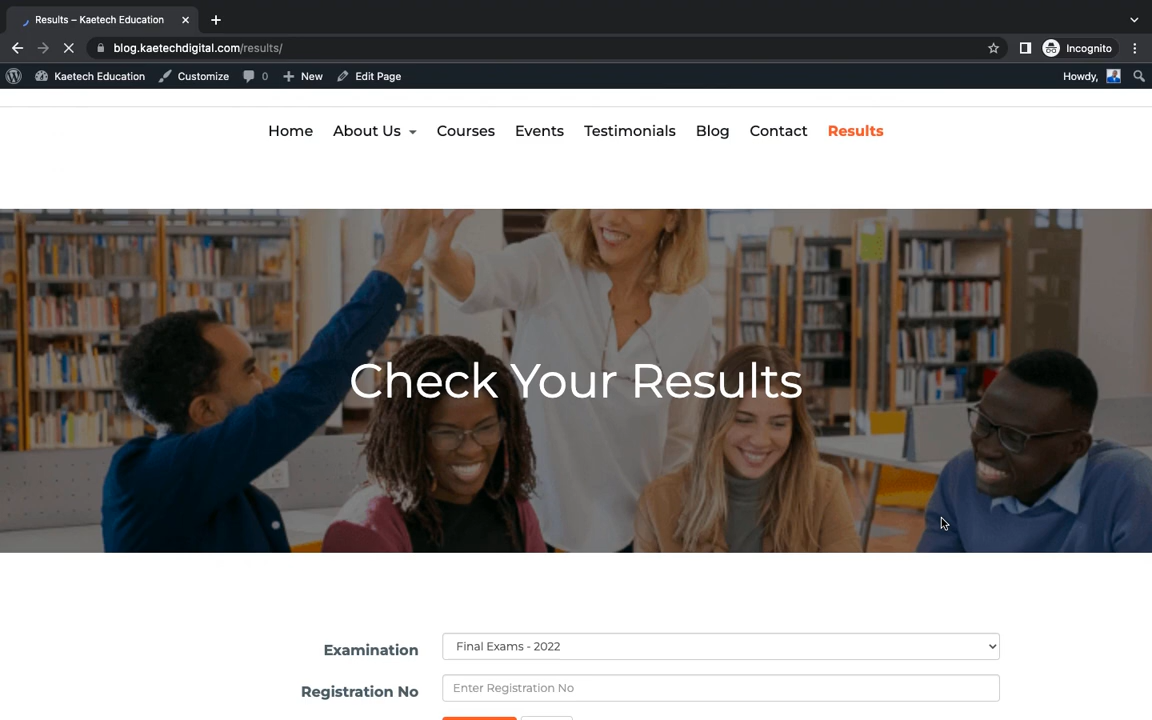 Results – Kaetech Education
blog.kaetechdigital.com/results/
Incognito
Kaetech Education Customize 0 New Edit Page Howdy,
Home About Us Courses Events Testimonials Blog Contact Results
Check Your Results
Examination Final Exams - 2022
Registration No Enter Registration No